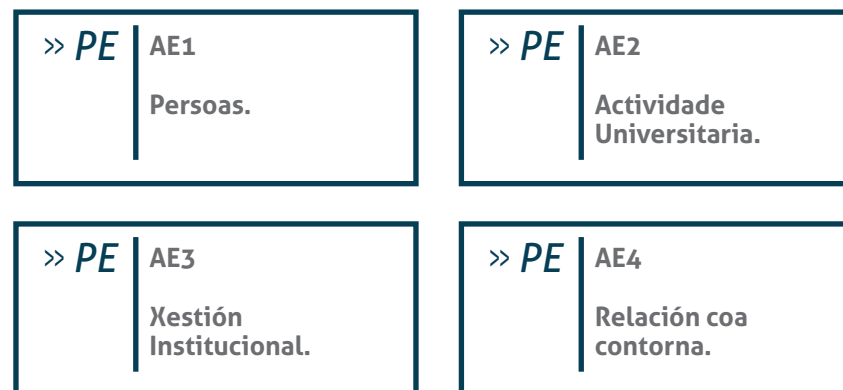 » PE
AE1
Persoas.
» PE
AE2
Actividade
Universitaria.
» PE
AE3
Xestión
Institucional.
» PE
AE4
Relación coa
contorna.